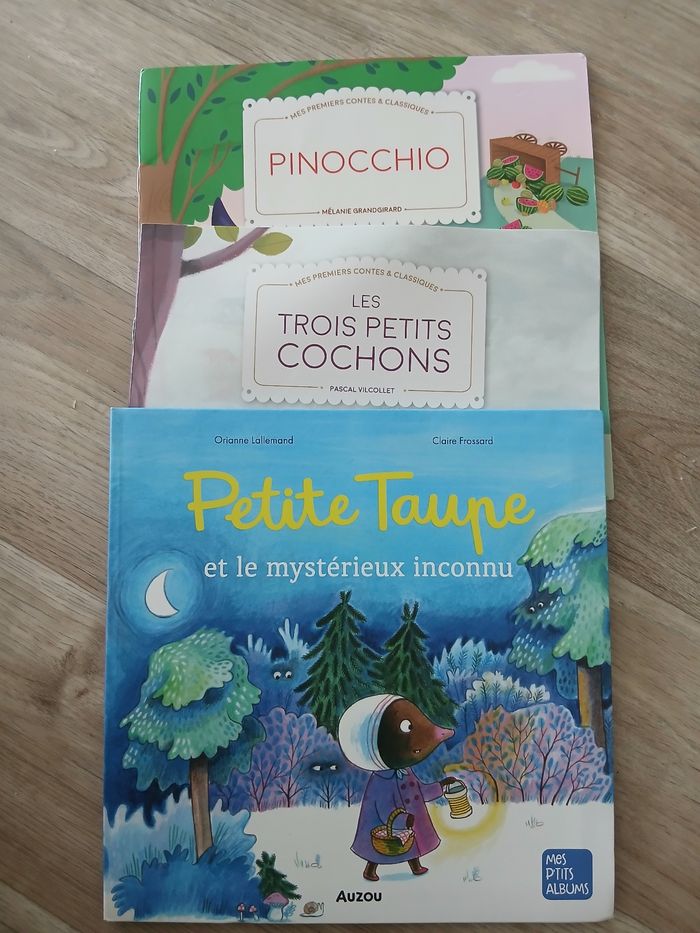 MES PREMIERS CONTES & CLASSIQUES
PINOCCHIO
MÉLANIE GRANDGIRARD
MES PREMIERS CONTES & CLASSIQUES
LES
TROIS PETITS
COCHONS
PASCAL VILCOLLET
Orianne Lallemand Claire Frossard
Petite Taupe
et le mystérieux inconnu
AUZOU
MES
P'TITS
ALBUMS